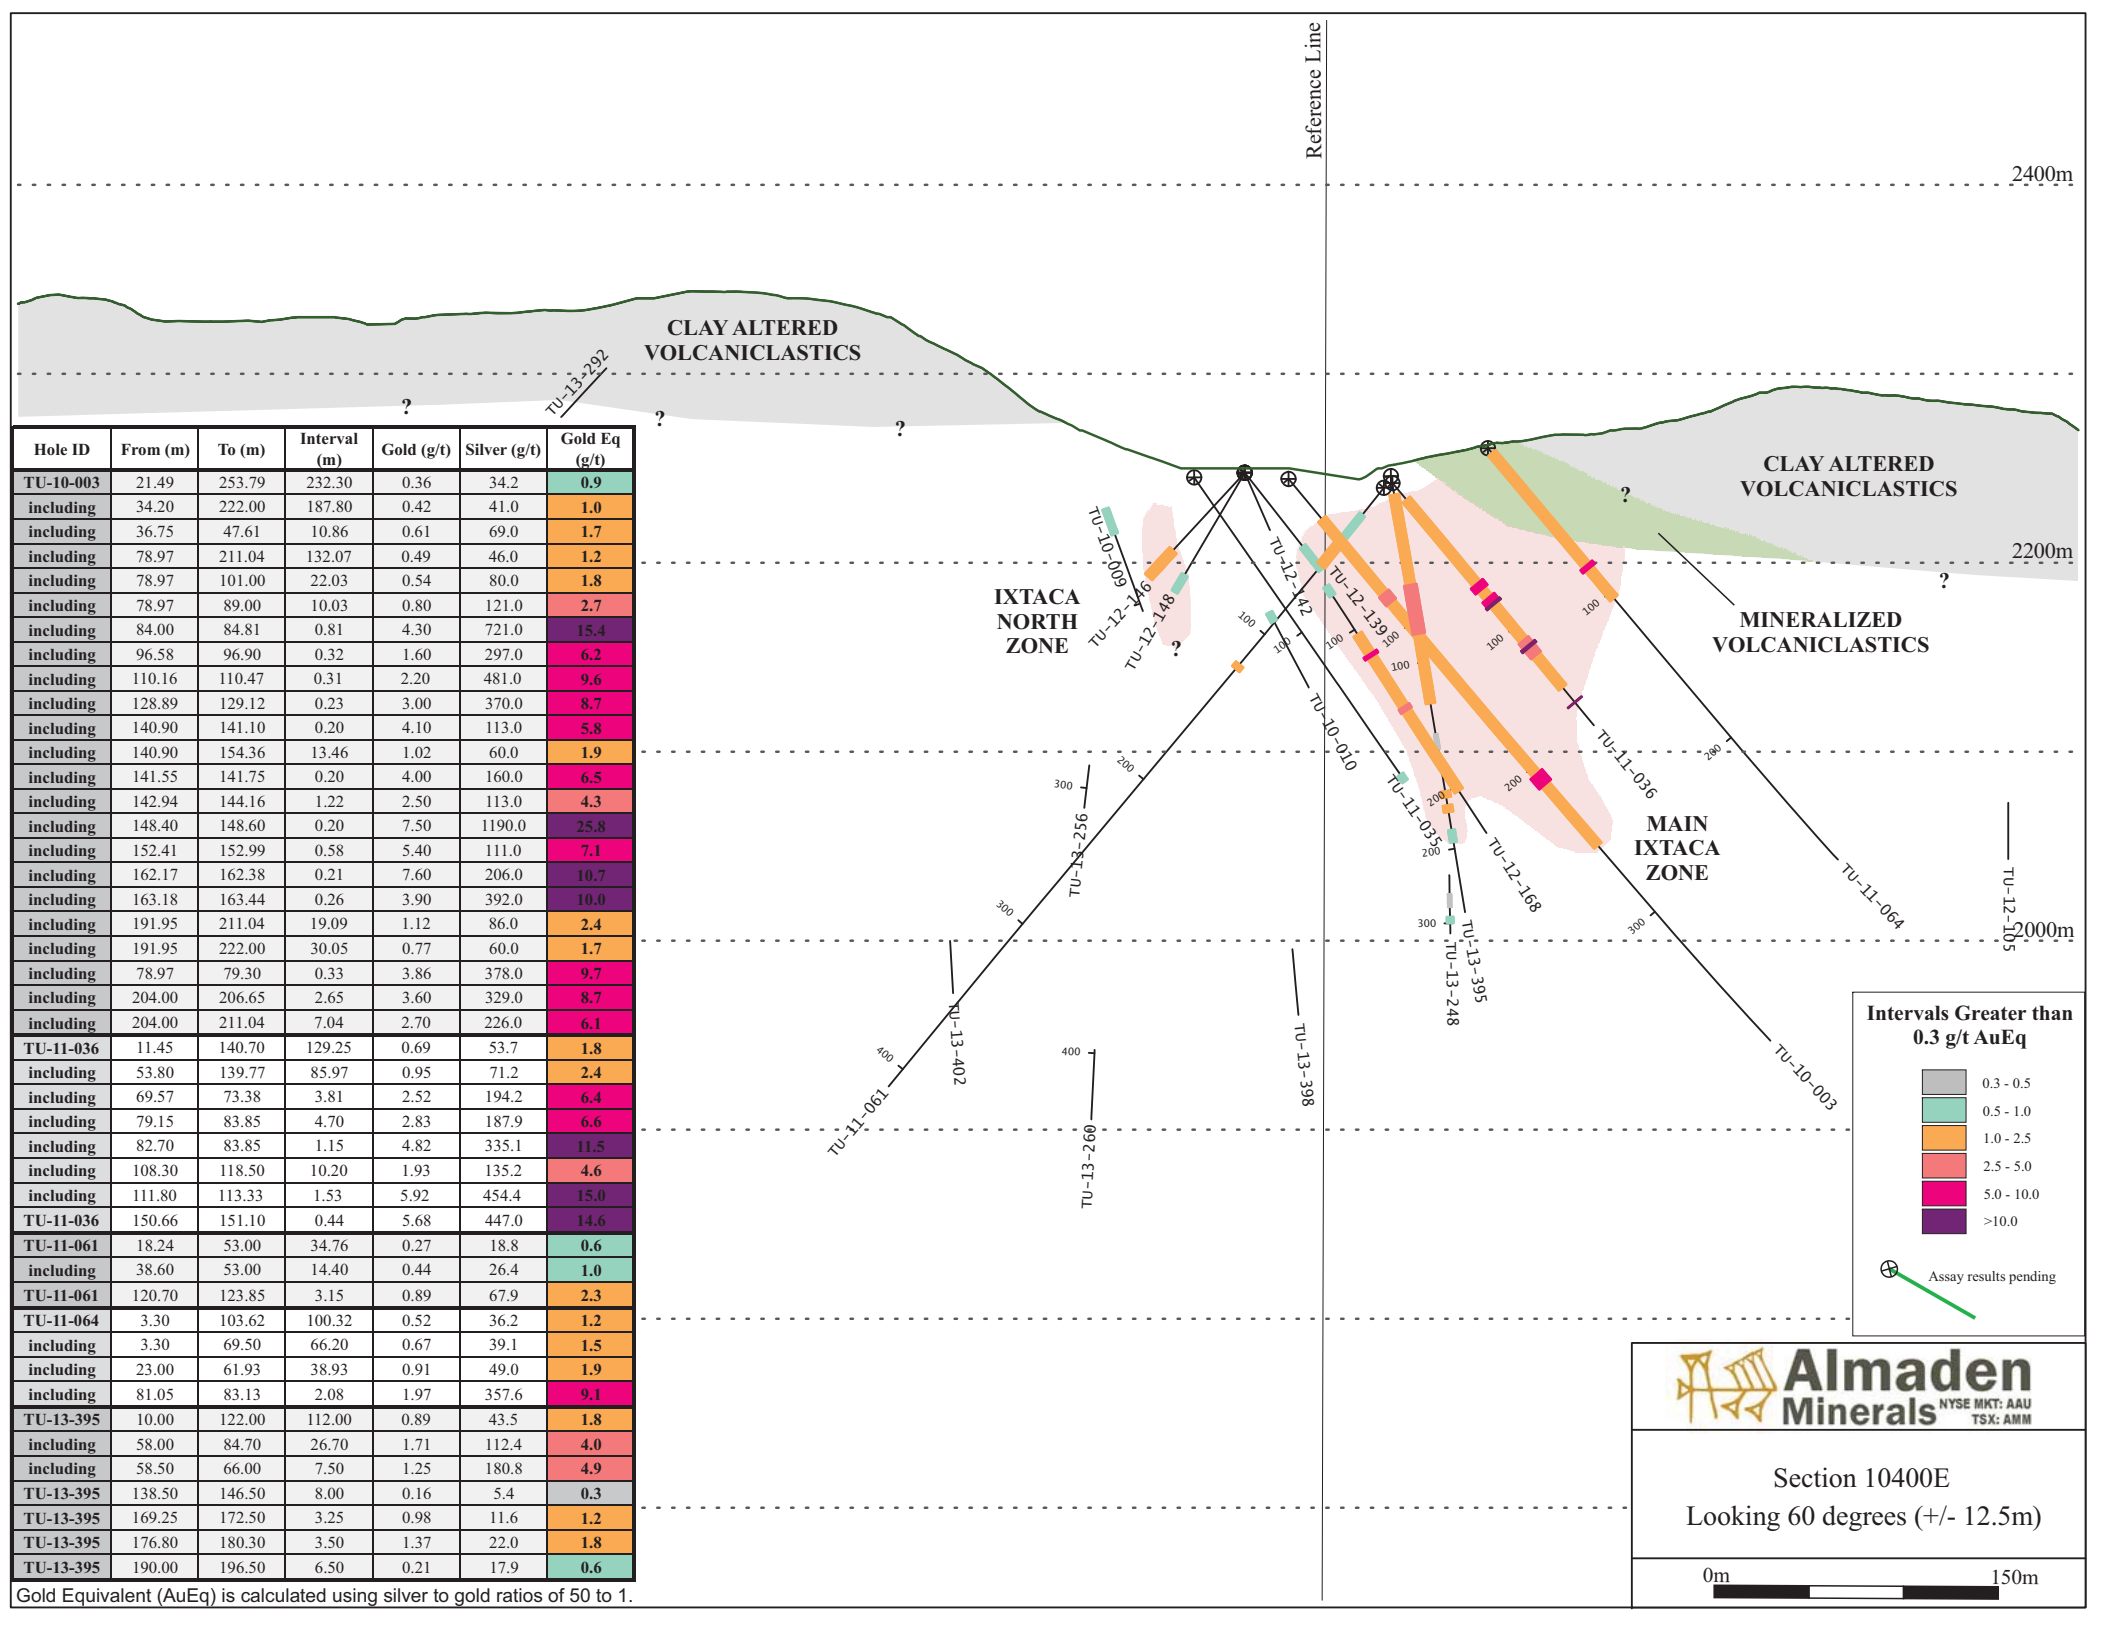 Reference Line
2400m
CLAY ALTERED
VOLCANICLASTICS
TU-13-292
?
?
?
CLAY ALTERED
VOLCANICLASTICS
?
2200m
?
MINERALIZED
VOLCANICLASTICS
IXTACA
NORTH
ZONE
?
TU-10-009
TU-12-146
TU-12-148
TU-12-142
TU-12-139
100
100
100
100
100
100
100
TU-10-010
TU-11-035
TU-11-036
200
200
200
200
200
MAIN
IXTACA
ZONE
300
TU-13-256
TU-12-168
TU-11-064
TU-12-105
2000m
300
300
300
TU-13-395
TU-13-248
TU-13-402
TU-13-398
400
400
TU-11-061
TU-13-260
TU-10-003
Hole ID From (m) To (m) Interval (m) Gold (g/t) Silver (g/t) Gold Eq (g/t)
TU-10-003 21.49 253.79 232.30 0.36 34.2 0.9
including 34.20 222.00 187.80 0.42 41.0 1.0
including 36.75 47.61 10.86 0.61 69.0 1.7
including 78.97 211.04 132.07 0.49 46.0 1.2
including 78.97 101.00 22.03 0.54 80.0 1.8
including 78.97 89.00 10.03 0.80 121.0 2.7
including 84.00 84.81 0.81 4.30 721.0 15.4
including 96.58 96.90 0.32 1.60 297.0 6.2
including 110.16 110.47 0.31 2.20 481.0 9.6
including 128.89 129.12 0.23 3.00 370.0 8.7
including 140.90 141.10 0.20 4.10 113.0 5.8
including 140.90 154.36 13.46 1.02 60.0 1.9
including 141.55 141.75 0.20 4.00 160.0 6.5
including 142.94 144.16 1.22 2.50 113.0 4.3
including 148.40 148.60 0.20 7.50 1190.0 25.8
including 152.41 152.99 0.58 5.40 111.0 7.1
including 162.17 162.38 0.21 7.60 206.0 10.7
including 163.18 163.44 0.26 3.90 392.0 10.0
including 191.95 211.04 19.09 1.12 86.0 2.4
including 191.95 222.00 30.05 0.77 60.0 1.7
including 78.97 79.30 0.33 3.86 378.0 9.7
including 204.00 206.65 2.65 3.60 329.0 8.7
including 204.00 211.04 7.04 2.70 226.0 6.1
TU-11-036 11.45 140.70 129.25 0.69 53.7 1.8
including 53.80 139.77 85.97 0.95 71.2 2.4
including 69.57 73.38 3.81 2.52 194.2 6.4
including 79.15 83.85 4.70 2.83 187.9 6.6
including 82.70 83.85 1.15 4.82 335.1 11.5
including 108.30 118.50 10.20 1.93 135.2 4.6
including 111.80 113.33 1.53 5.92 454.4 15.0
TU-11-036 150.66 151.10 0.44 5.68 447.0 14.6
TU-11-061 18.24 53.00 34.76 0.27 18.8 0.6
including 38.60 53.00 14.40 0.44 26.4 1.0
TU-11-061 120.70 123.85 3.15 0.89 67.9 2.3
TU-11-064 3.30 103.62 100.32 0.52 36.2 1.2
including 3.30 69.50 66.20 0.67 39.1 1.5
including 23.00 61.93 38.93 0.91 49.0 1.9
including 81.05 83.13 2.08 1.97 357.6 9.1
TU-13-395 10.00 122.00 112.00 0.89 43.5 1.8
including 58.00 84.70 26.70 1.71 112.4 4.0
including 58.50 66.00 7.50 1.25 180.8 4.9
TU-13-395 138.50 146.50 8.00 0.16 5.4 0.3
TU-13-395 169.25 172.50 3.25 0.98 11.6 1.2
TU-13-395 176.80 180.30 3.50 1.37 22.0 1.8
TU-13-395 190.00 196.50 6.50 0.21 17.9 0.6
Gold Equivalent (AuEq) is calculated using silver to gold ratios of 50 to 1.
Intervals Greater than
0.3 g/t AuEq
0.3 - 0.5
0.5 - 1.0
1.0 - 2.5
2.5 - 5.0
5.0 - 10.0
>10.0
Assay results pending
Almaden
Minerals NYSE MKT: AAU
TSX: AMM
Section 10400E
Looking 60 degrees (+/- 12.5m)
0m 150m